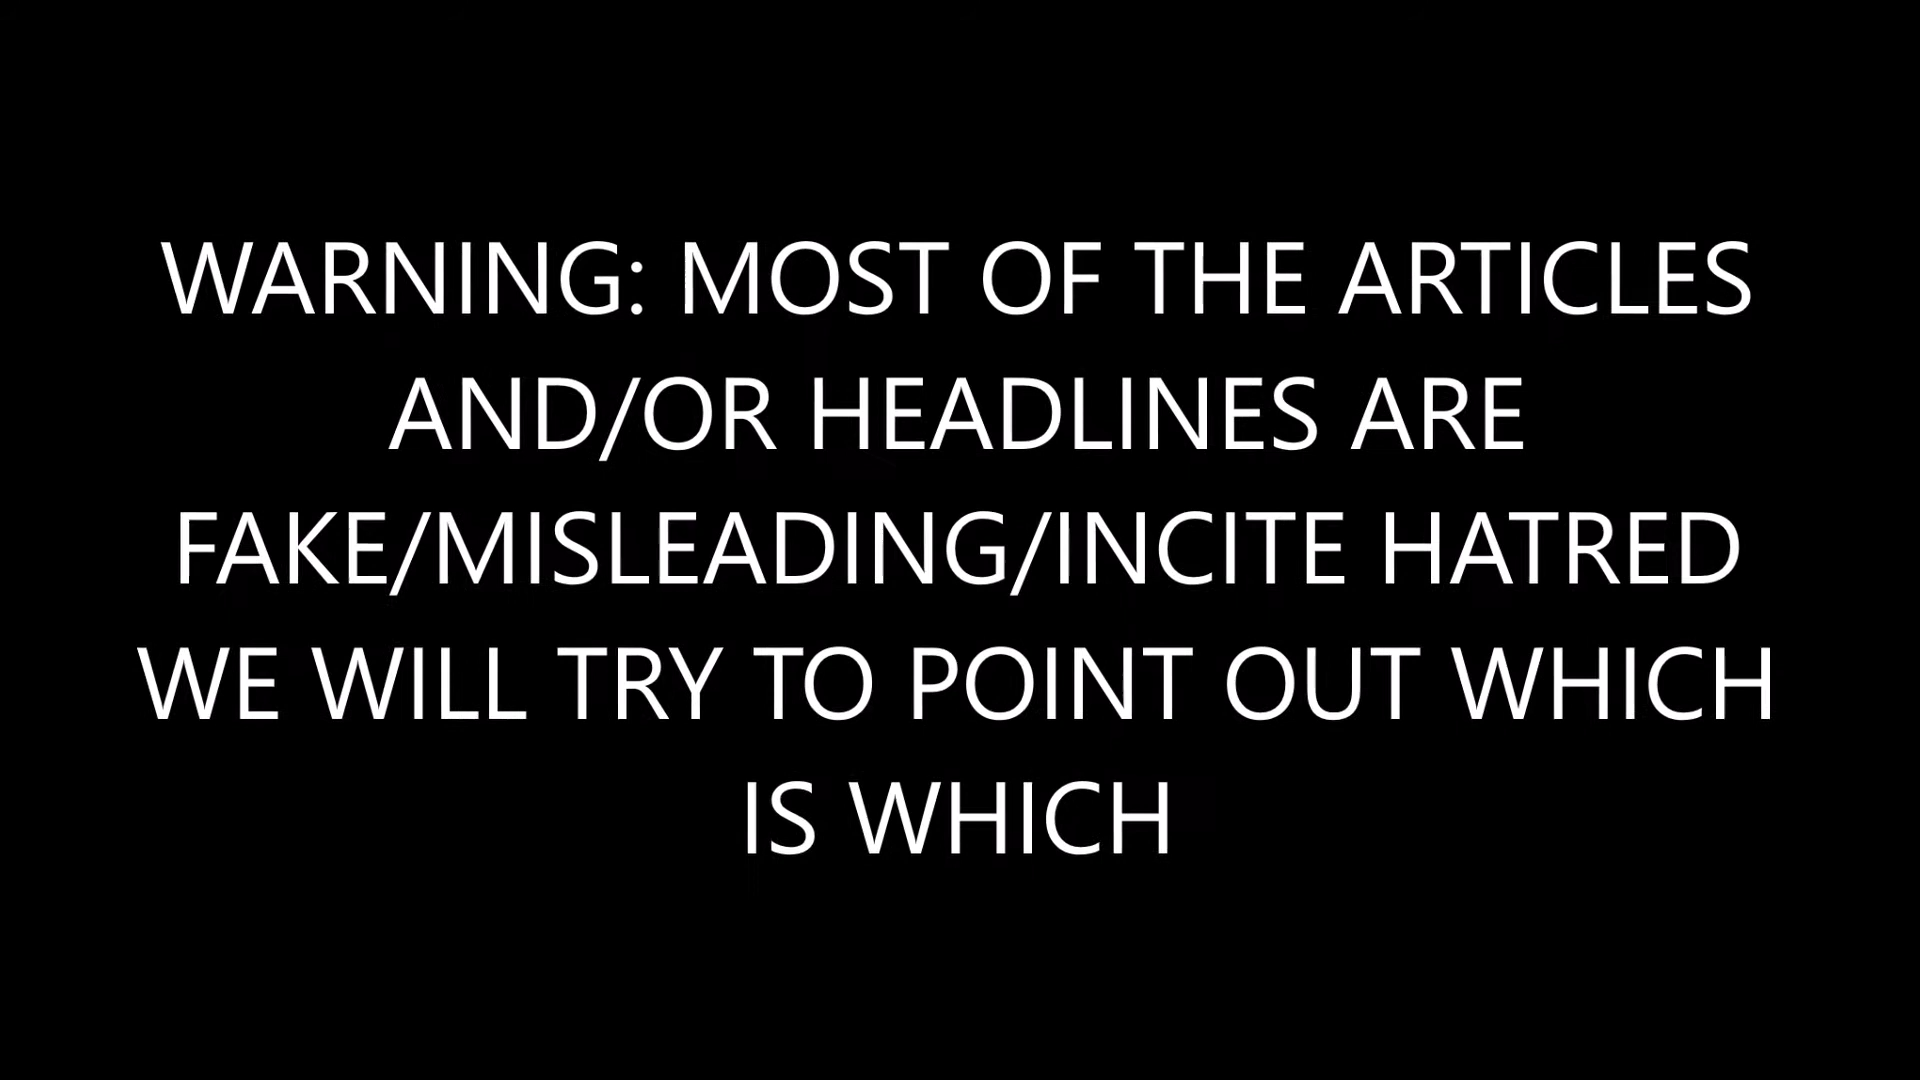 WARNING: MOST OF THE ARTICLES
AND/OR HEADLINES ARE
FAKE/MISLEADING/INCITE HATRED
WE WILL TRY TO POINT OUT WHICH
IS WHICH